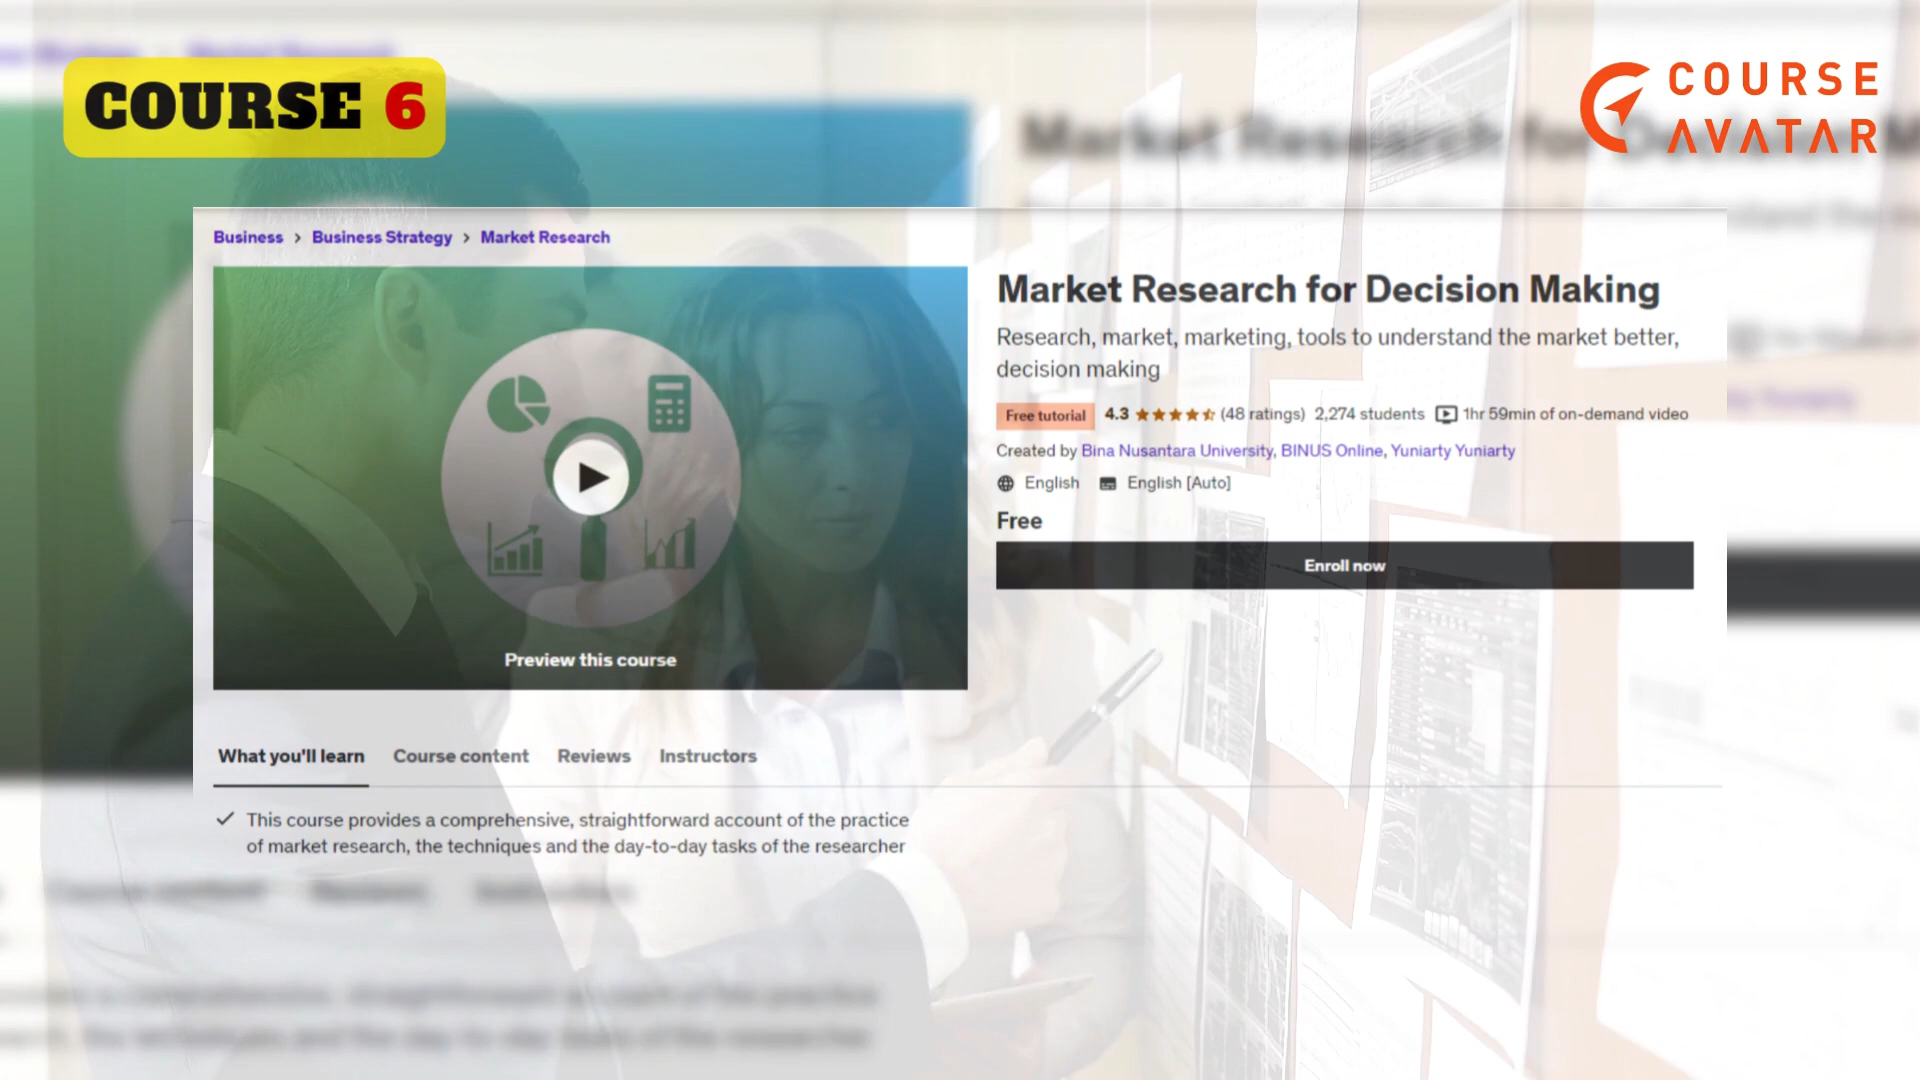 COURSE 6
COURSE
AVATAR
Business > Business Strategy > Market Research
Market Research for Decision Making
Research, market, marketing, tools to understand the market better,
decision making
Free tutorial 4.3 (48 ratings) 2,274 students 1hr 59min of on-demand video
Created by Bina Nusantara University, BINUS Online, Yuniarty Yuniarty
English English [Auto]
Free
Enroll now
Preview this course
What you'll learn Course content Reviews Instructors
This course provides a comprehensive, straightforward account of the practice
of market research, the techniques and the day-to-day tasks of the researcher